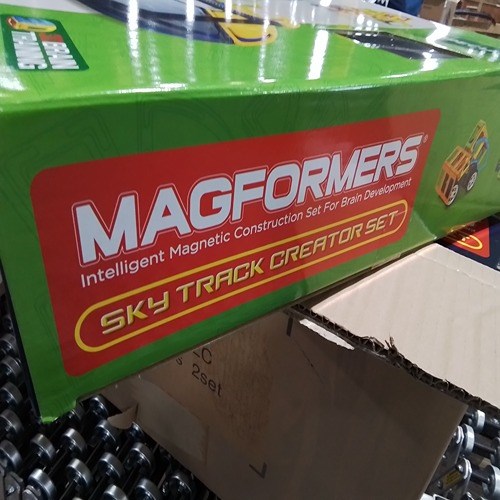 MAGFORMERS®
Intelligent Magnetic Construction Set For Brain Development
SKY TRACK CREATOR SET
-C
2set